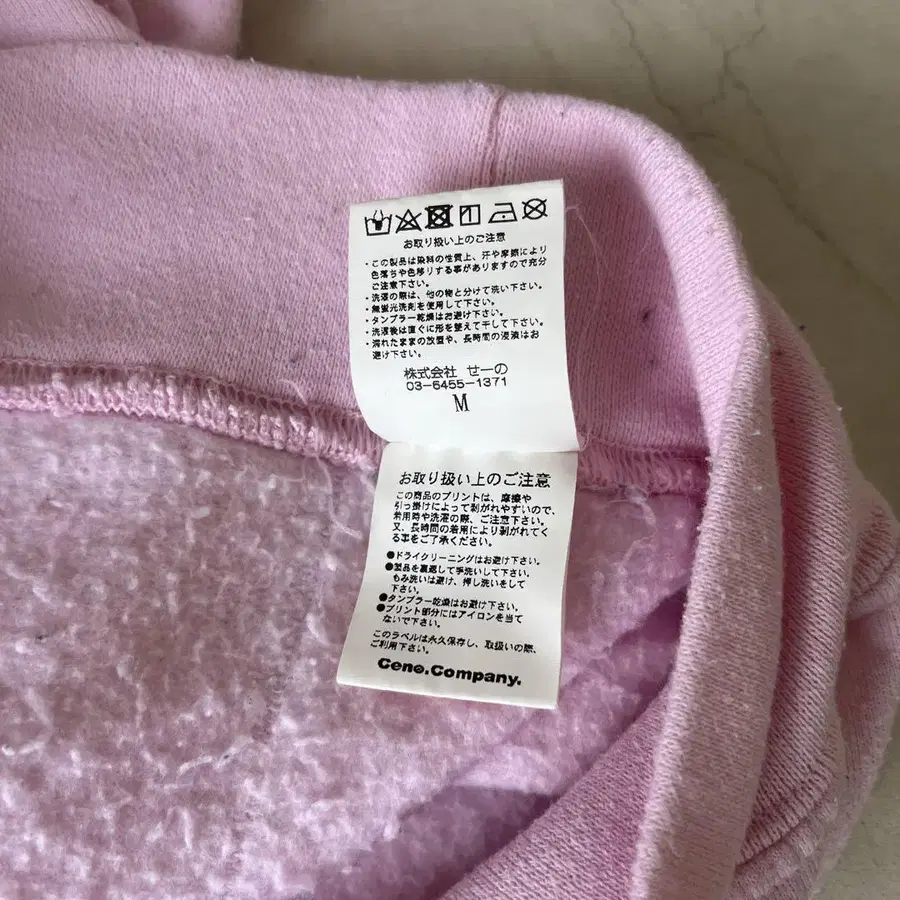 お取り扱い上のご注意
・この製品は染料の性質上、汗や摩擦により
色落ちや色移りする事がありますので充分
ご注意下さい。
・洗濯の際は、他の物と分けて洗い下さい。
・無蛍光洗剤を使用して下さい。
・タンブラー乾燥はお避け下さい。
・洗濯後は直ぐに形を整えて干して下さい。
・濡れたままの放置や、長時間の浸漬はお
避け下さい。
株式会社 せーの
03-6455-1371
M
お取り扱い上のご注意
この商品のプリントは、摩擦や
引っ掛けによって剥がれやすいので、
着用時や洗濯の際、ご注意下さい。
又、長時間の着用により剥がれてく
る事をご了承ください。
●ドライクリーニングはお避け下さい。
●製品を裏返して手洗いして下さい。
もみ洗いは避け、押し洗いをして
下さい。
●タンブラー乾燥はお避け下さい。
●プリント部分にはアイロンを当て
ないで下さい。
このラベルは永久保存し、取扱いの際、
ご利用下さい。
Ceno.Company.